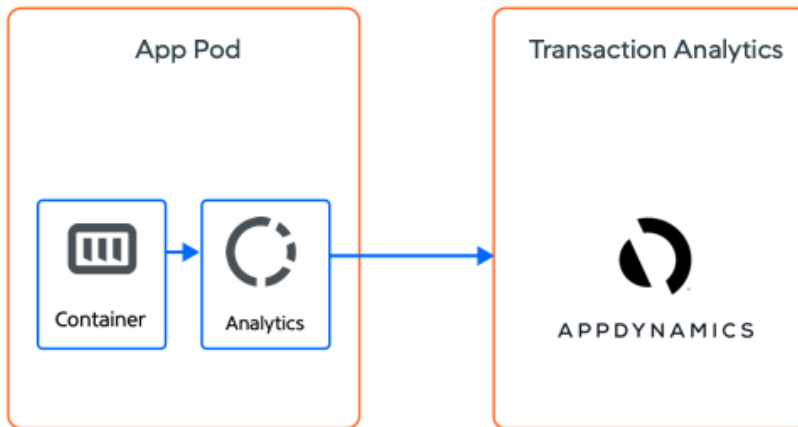 App Pod
Transaction Analytics
Container
Analytics
APPDYNAMICS